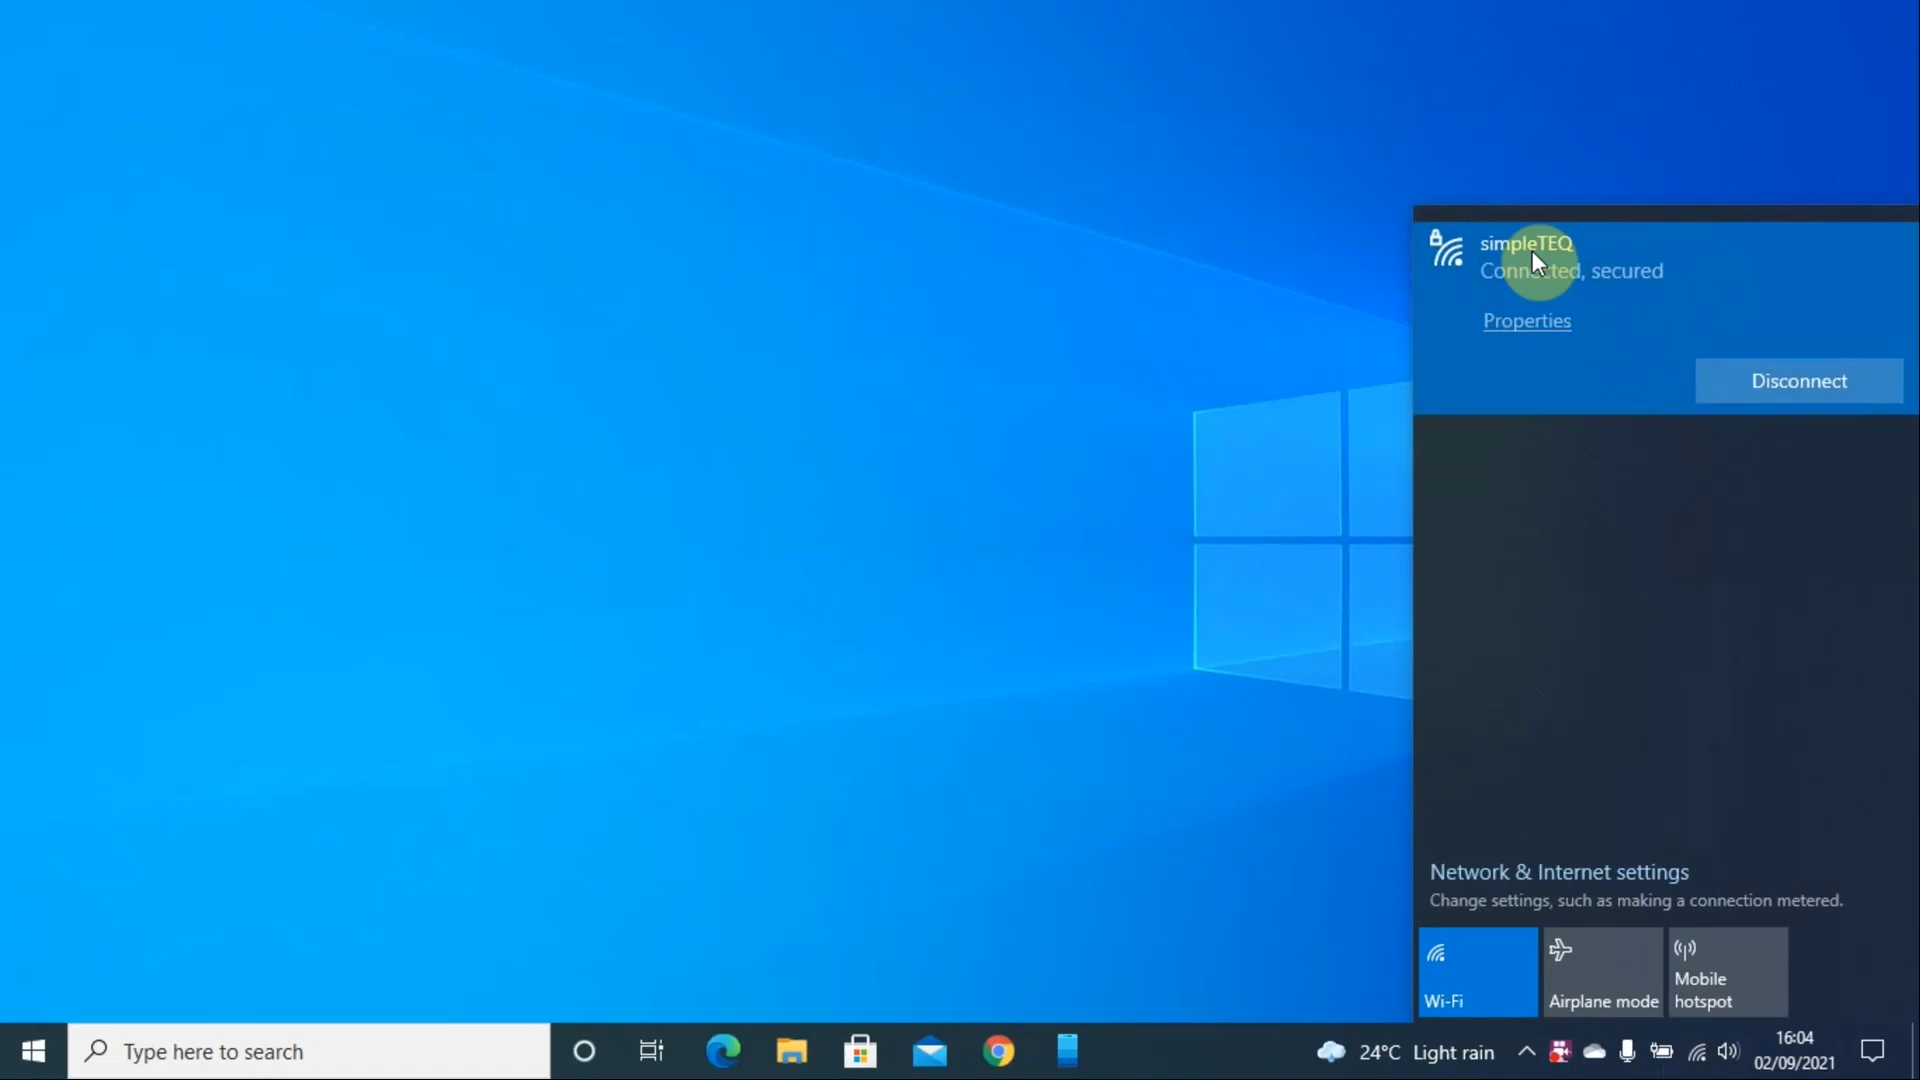 simpleTEQ
Connected, secured
Properties
Disconnect
Network & Internet settings
Change settings, such as making a connection metered.
Wi-Fi
Airplane mode
Mobile
hotspot
Type here to search
24°C Light rain
16:04
02/09/2021